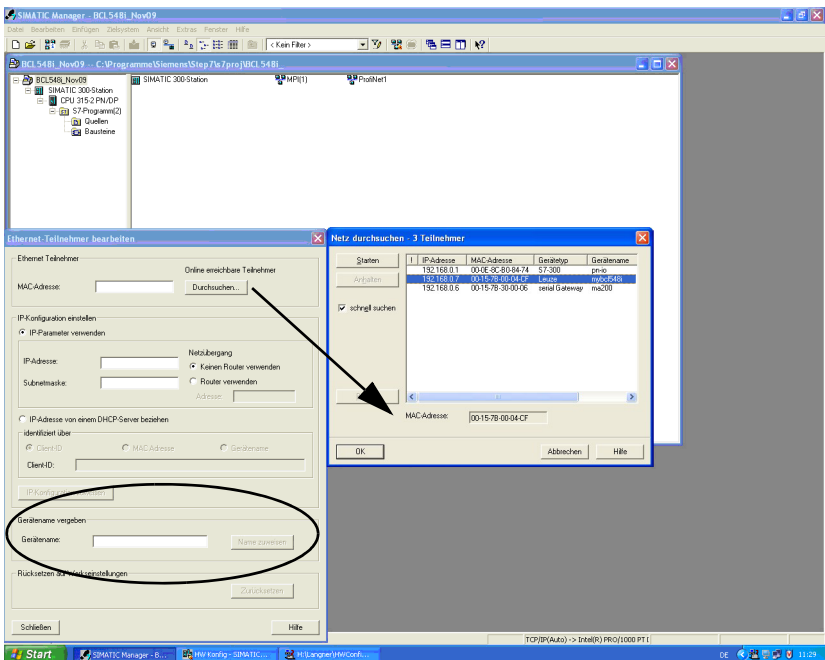 SIMATIC Manager - BCL548i_Nov09
Datei Bearbeiten Einfügen Zielsystem Ansicht Extras Fenster Hilfe
< Kein Filter >
BCL548i_Nov09 -- C:\Programme\Siemens\Step7\s7proj\BCL548i_
BCL548i_Nov09
SIMATIC 300-Station
CPU 315-2 PN/DP
S7-Programm(2)
Quellen
Bausteine
SIMATIC 300-Station
MPI(1)
ProfiNet1
Ethernet-Teilnehmer bearbeiten
Ethernet Teilnehmer
Online erreichbare Teilnehmer
MAC-Adresse:
Durchsuchen...
IP-Konfiguration einstellen
IP-Parameter verwenden
IP-Adresse:
Subnetmaske:
Netzübergang
Keinen Router verwenden
Router verwenden
Adresse:
IP-Adresse von einem DHCP-Server beziehen
identifiziert über
Client-ID
MAC Adresse
Gerätename
Client-ID:
Gerätename vergeben
Gerätename:
Name zuweisen
Rücksetzen auf Werkseinstellungen
Zurücksetzen
Schließen
Hilfe
Netz durchsuchen - 3 Teilnehmer
Starten
Anhalten
schnell suchen
! IP-Adresse MAC-Adresse Gerätetyp Gerätename
192.168.0.1 00-0E-8C-B0-84-74 S7-300 pn-io
192.168.0.7 00-15-7B-00-04-CF Leuze mybcl548i
192.168.0.6 00-15-7B-30-00-06 serial Gateway ma200
MAC-Adresse:
00-15-7B-00-04-CF
OK
Abbrechen
Hilfe
TCP/IP(Auto) -> Intel(R) PRO/1000 PT
Start
SIMATIC Manager - B...
HW Konfig - SIMATIC...
H:\Langner\HWConfi...
DE
11:29